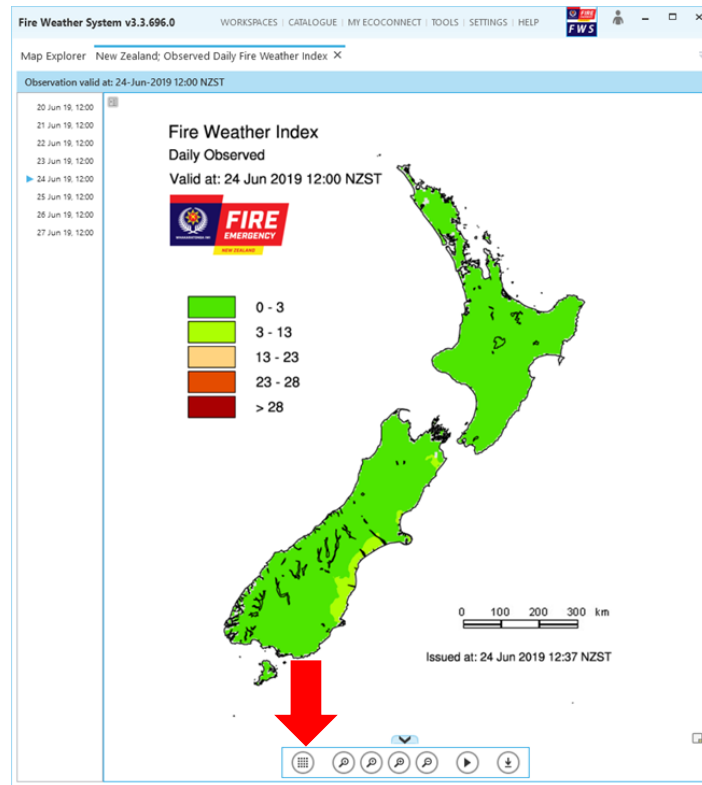 Fire Weather System v3.3.696.0
WORKSPACES | CATALOGUE | MY ECOCONNECT | TOOLS | SETTINGS | HELP
FIRE
FWS
Map Explorer
New Zealand; Observed Daily Fire Weather Index
Observation valid at: 24-Jun-2019 12:00 NZST
20 Jun 19, 12:00
21 Jun 19, 12:00
22 Jun 19, 12:00
23 Jun 19, 12:00
24 Jun 19, 12:00
25 Jun 19, 12:00
26 Jun 19, 12:00
27 Jun 19, 12:00
Fire Weather Index
Daily Observed
Valid at: 24 Jun 2019 12:00 NZST
FIRE
EMERGENCY
NEW ZEALAND
0 - 3
3 - 13
13 - 23
23 - 28
> 28
0 100 200 300 km
Issued at: 24 Jun 2019 12:37 NZST